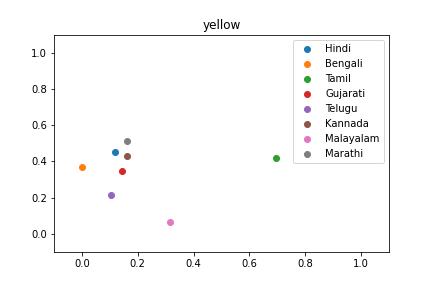 yellow
1.0
0.8
0.6
0.4
0.2
0.0
Hindi
Bengali
Tamil
Gujarati
Telugu
Kannada
Malayalam
Marathi
0.0 0.2 0.4 0.6 0.8 1.0